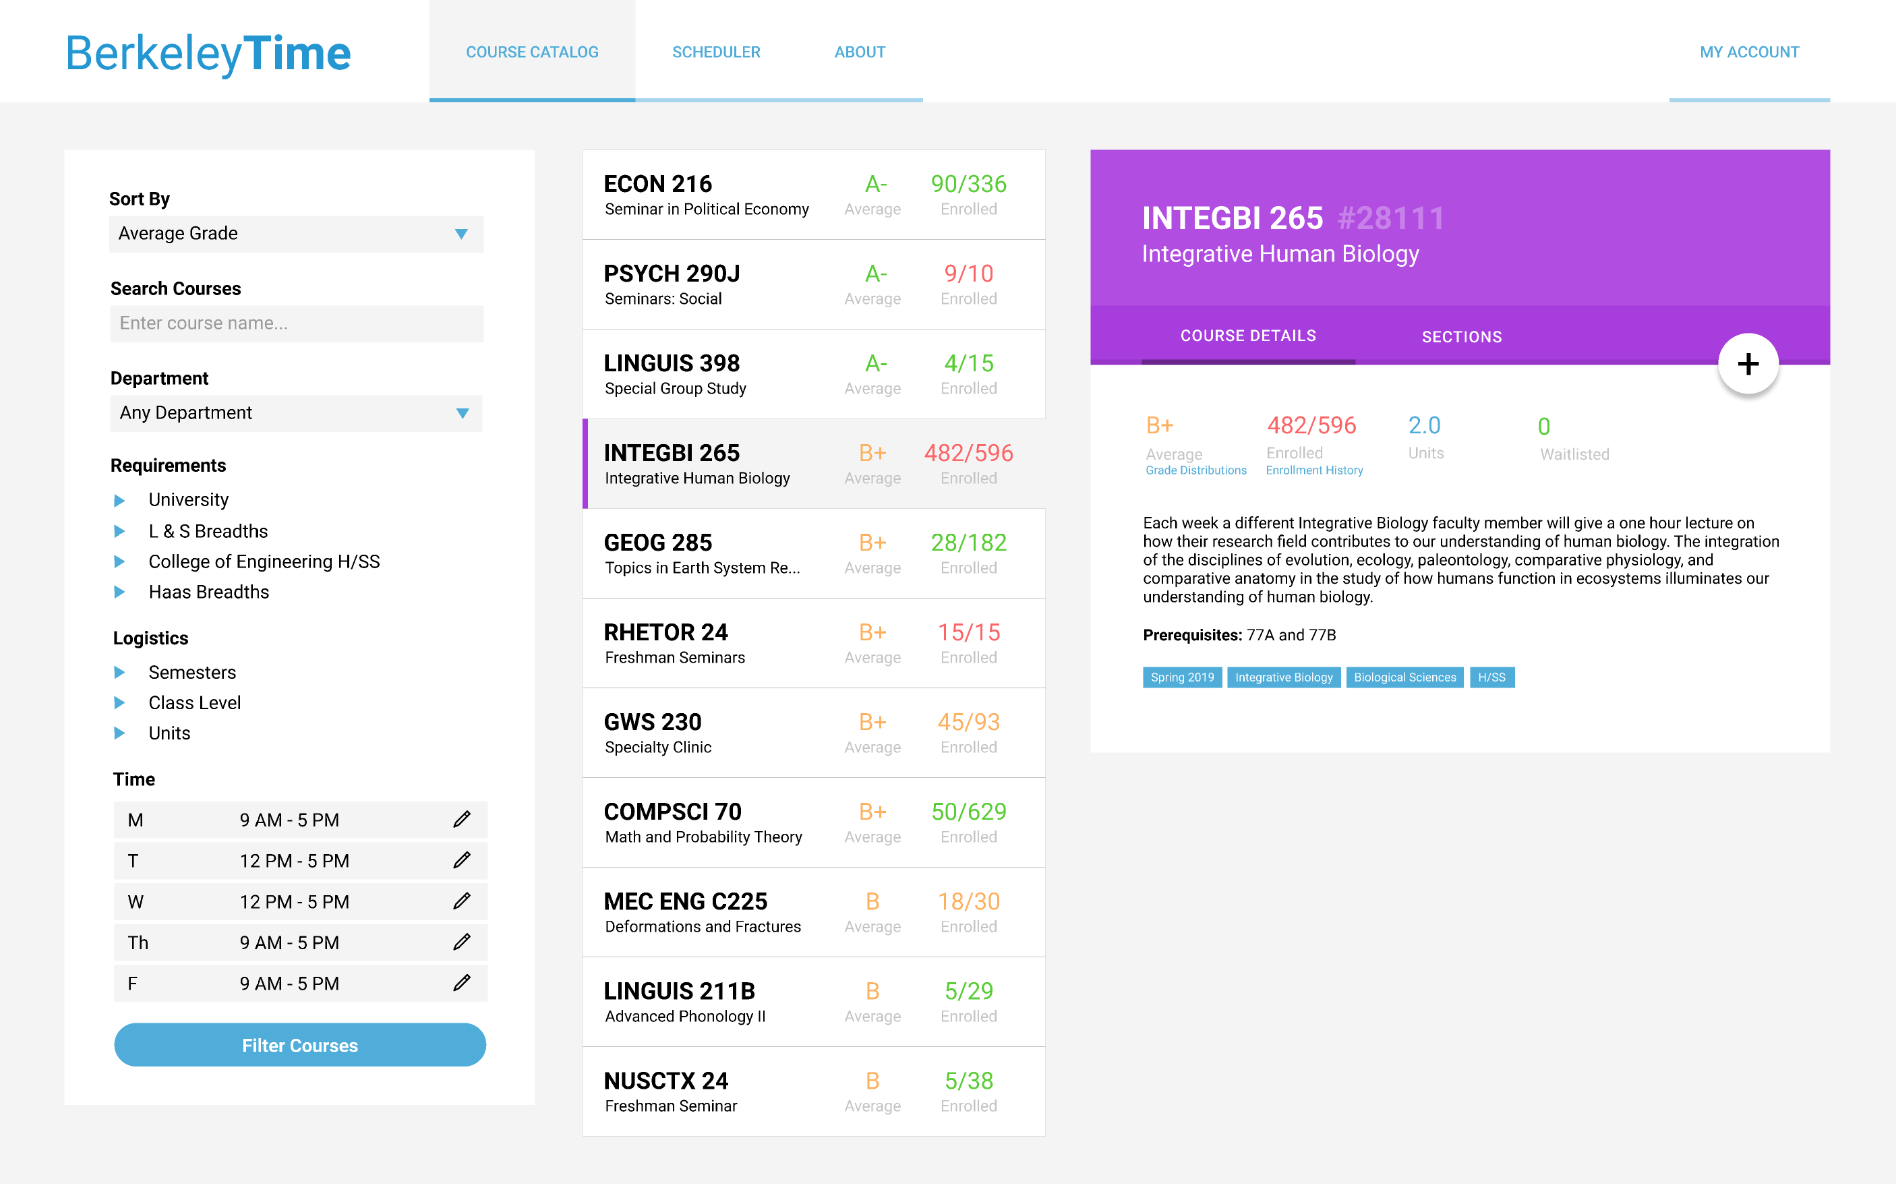 BerkeleyTime
COURSE CATALOG
SCHEDULER
ABOUT
MY ACCOUNT
Sort By
Average Grade
Search Courses
Enter course name...
Department
Any Department
Requirements
University
L & S Breadths
College of Engineering H/SS
Haas Breadths
Logistics
Semesters
Class Level
Units
Time
M 9 AM - 5 PM
T 12 PM - 5 PM
W 12 PM - 5 PM
Th 9 AM - 5 PM
F 9 AM - 5 PM
Filter Courses
ECON 216 A- 90/336
Seminar in Political Economy Average Enrolled
PSYCH 290J A- 9/10
Seminars: Social Average Enrolled
LINGUIS 398 A- 4/15
Special Group Study Average Enrolled
INTEGBI 265 B+ 482/596
Integrative Human Biology Average Enrolled
GEOG 285 B+ 28/182
Topics in Earth System Re... Average Enrolled
RHETOR 24 B+ 15/15
Freshman Seminars Average Enrolled
GWS 230 B+ 45/93
Specialty Clinic Average Enrolled
COMPSCI 70 B+ 50/629
Math and Probability Theory Average Enrolled
MEC ENG C225 B 18/30
Deformations and Fractures Average Enrolled
LINGUIS 211B B 5/29
Advanced Phonology II Average Enrolled
NUSCTX 24 B 5/38
Freshman Seminar Average Enrolled
INTEGBI 265 #28111
Integrative Human Biology
COURSE DETAILS SECTIONS
+
B+ 482/596 2.0 0
Average Enrolled Units Waitlisted
Grade Distributions Enrollment History
Each week a different Integrative Biology faculty member will give a one hour lecture on
how their research field contributes to our understanding of human biology. The integration
of the disciplines of evolution, ecology, paleontology, comparative physiology, and
comparative anatomy in the study of how humans function in ecosystems illuminates our
understanding of human biology.
Prerequisites: 77A and 77B
Spring 2019 Integrative Biology Biological Sciences H/SS